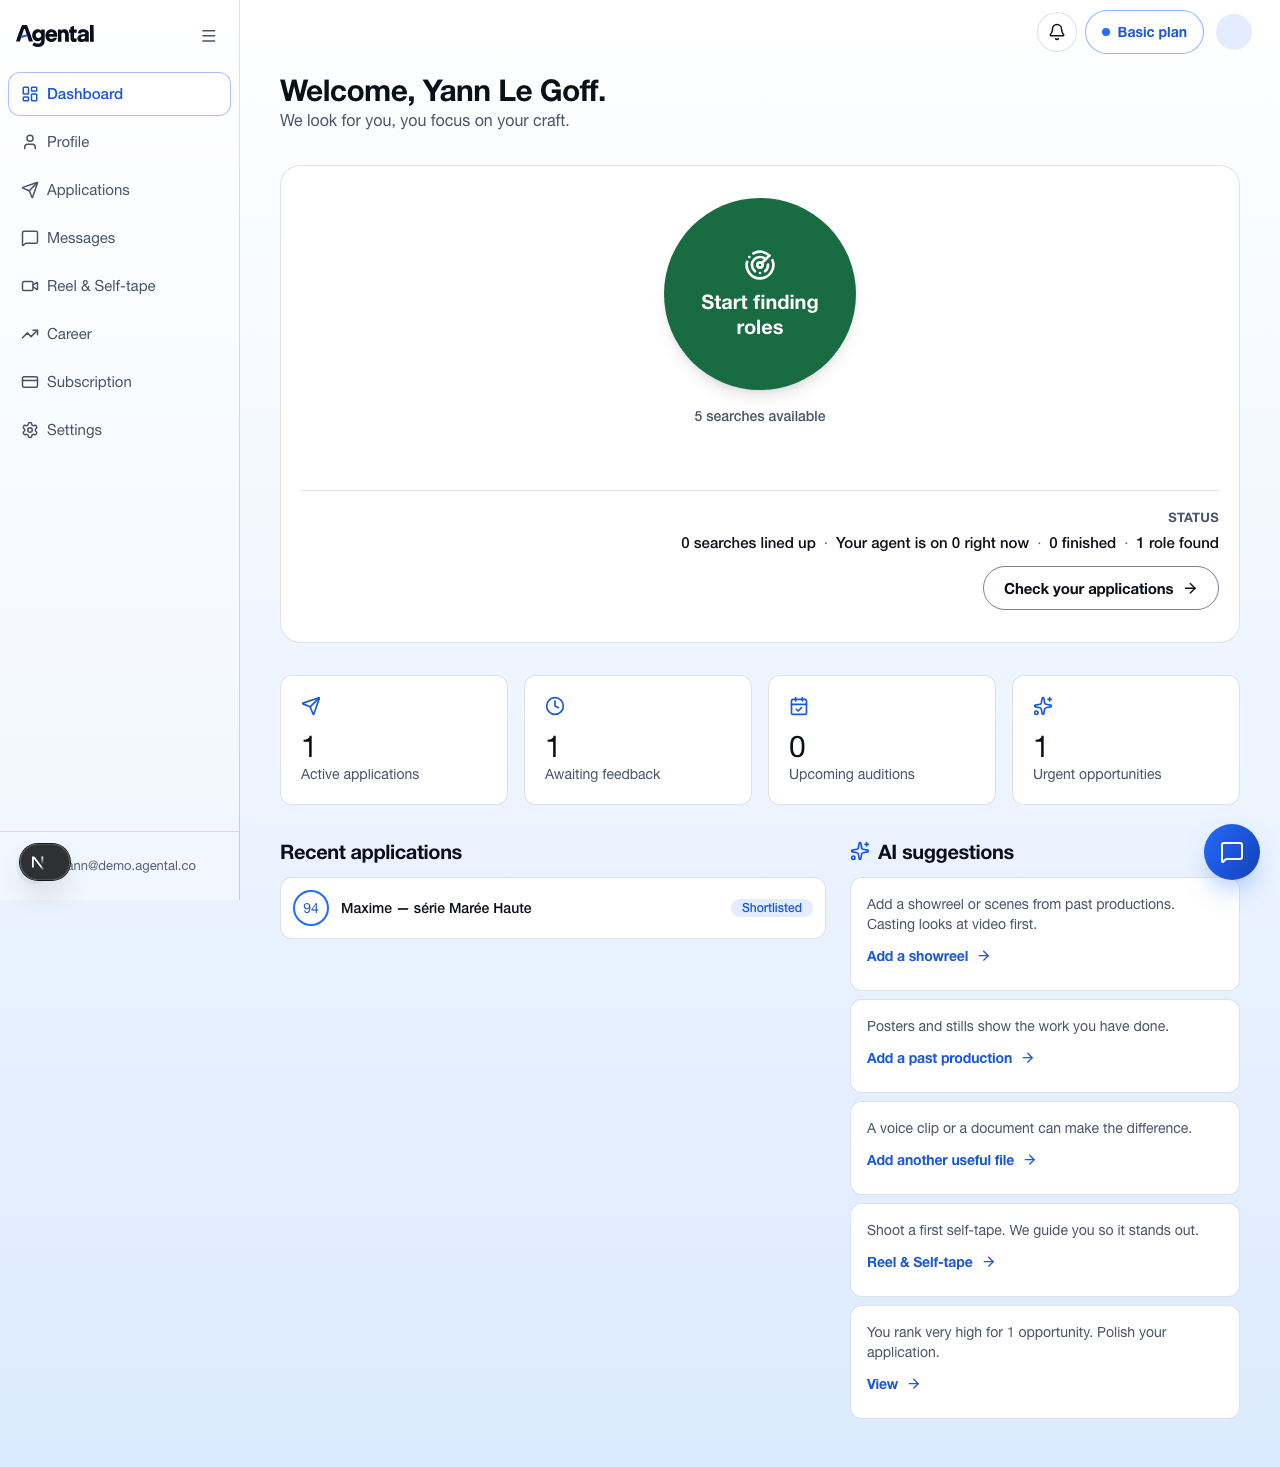 Agental
Dashboard
Profile
Applications
Messages
Reel & Self-tape
Career
Subscription
Settings
N
ann@demo.agental.co
Basic plan
Welcome, Yann Le Goff.
We look for you, you focus on your craft.
Start finding
roles
5 searches available
STATUS
0 searches lined up · Your agent is on 0 right now · 0 finished · 1 role found
Check your applications
1
Active applications
1
Awaiting feedback
0
Upcoming auditions
1
Urgent opportunities
Recent applications
94 Maxime — série Marée Haute Shortlisted
AI suggestions
Add a showreel or scenes from past productions.
Casting looks at video first.
Add a showreel
Posters and stills show the work you have done.
Add a past production
A voice clip or a document can make the difference.
Add another useful file
Shoot a first self-tape. We guide you so it stands out.
Reel & Self-tape
You rank very high for 1 opportunity. Polish your
application.
View